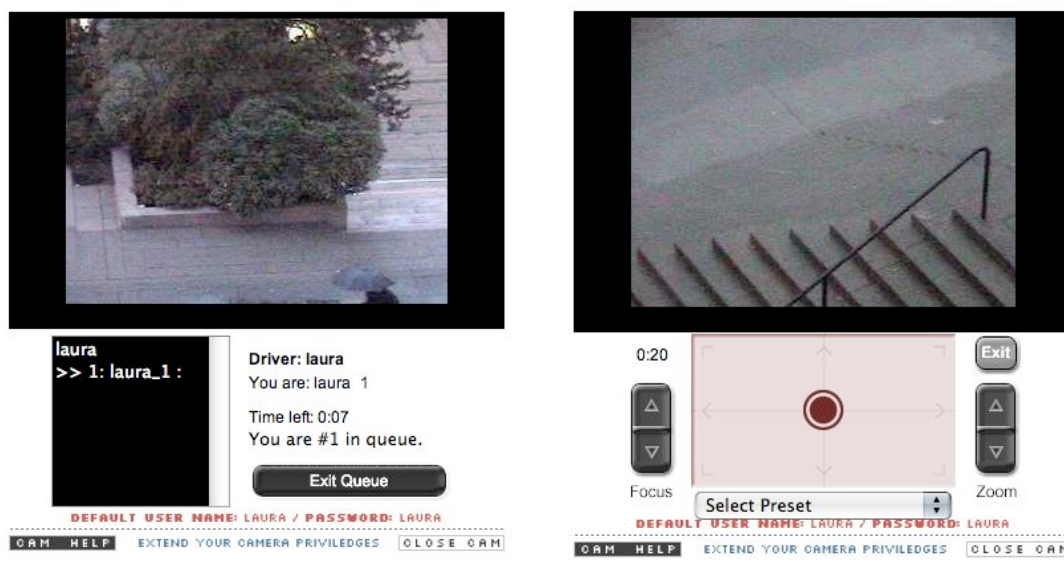 laura
>> 1: laura_1 :
Driver: laura
You are: laura 1
Time left: 0:07
You are #1 in queue.
Exit Queue
DEFAULT USER NAME: LAURA / PASSWORD: LAURA
CAM HELP
EXTEND YOUR CAMERA PRIVILEDGES
CLOSE CAM
0:20
Exit
Focus
Zoom
Select Preset
DEFAULT USER NAME: LAURA / PASSWORD: LAURA
CAM HELP
EXTEND YOUR CAMERA PRIVILEDGES
CLOSE CAM